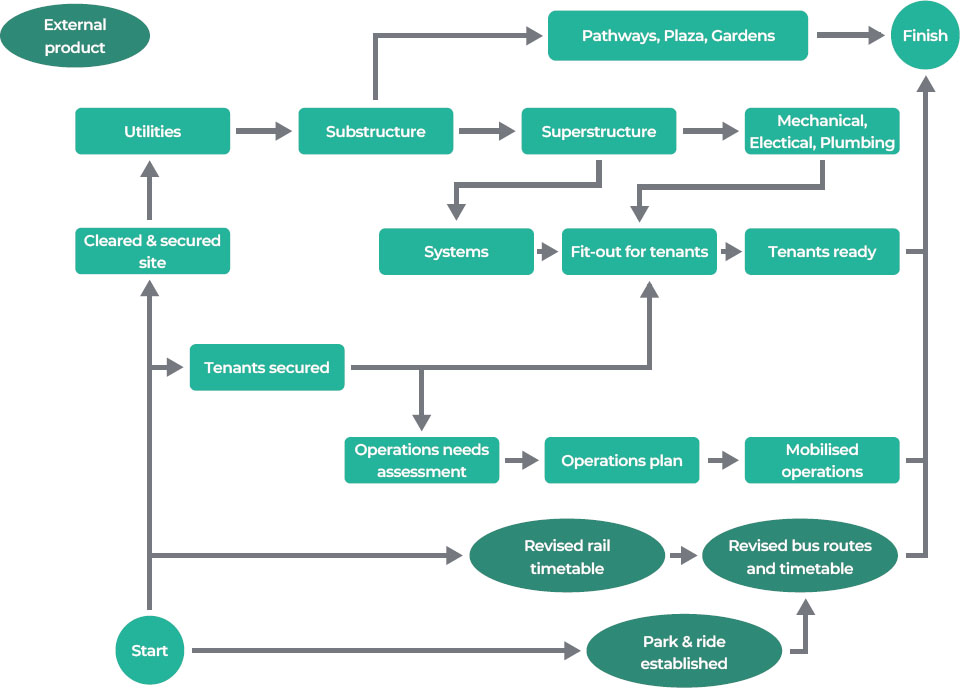 External
product
Pathways, Plaza, Gardens
Finish
Utilities
Substructure
Superstructure
Mechanical,
Electical, Plumbing
Cleared & secured
site
Systems
Fit-out for tenants
Tenants ready
Tenants secured
Operations needs
assessment
Operations plan
Mobilised
operations
Revised rail
timetable
Revised bus routes
and timetable
Start
Park & ride
established